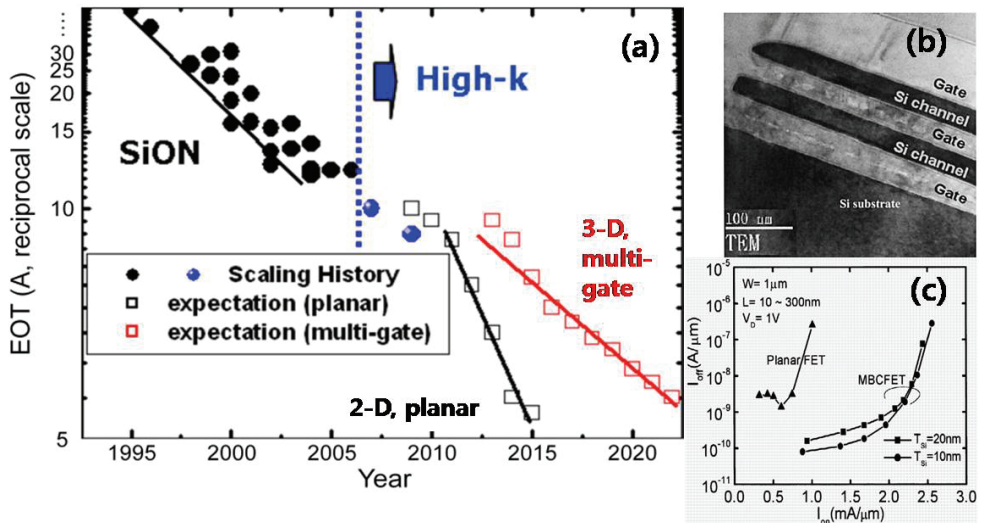 (a)
High-k
SiON
EOT (A, reciprocal scale)
⋮
30
25
20
15
10
5
Scaling History
expectation (planar)
expectation (multi-gate)
3-D,
multi-
gate
2-D, planar
1995
2000
2005
2010
2015
2020
Year
(b)
Gate
Si channel
Gate
Si channel
Gate
Si substrate
100 nm
TEM
(c)
W= 1μm
L= 10 ~ 300nm
V_D= 1V
Planar FET
MBCFET
T_Si=20nm
T_Si=10nm
I_off(A/μm)
10^-5
10^-6
10^-7
10^-8
10^-9
10^-10
10^-11
0.0
0.5
1.0
1.5
2.0
2.5
3.0
I_on(mA/μm)